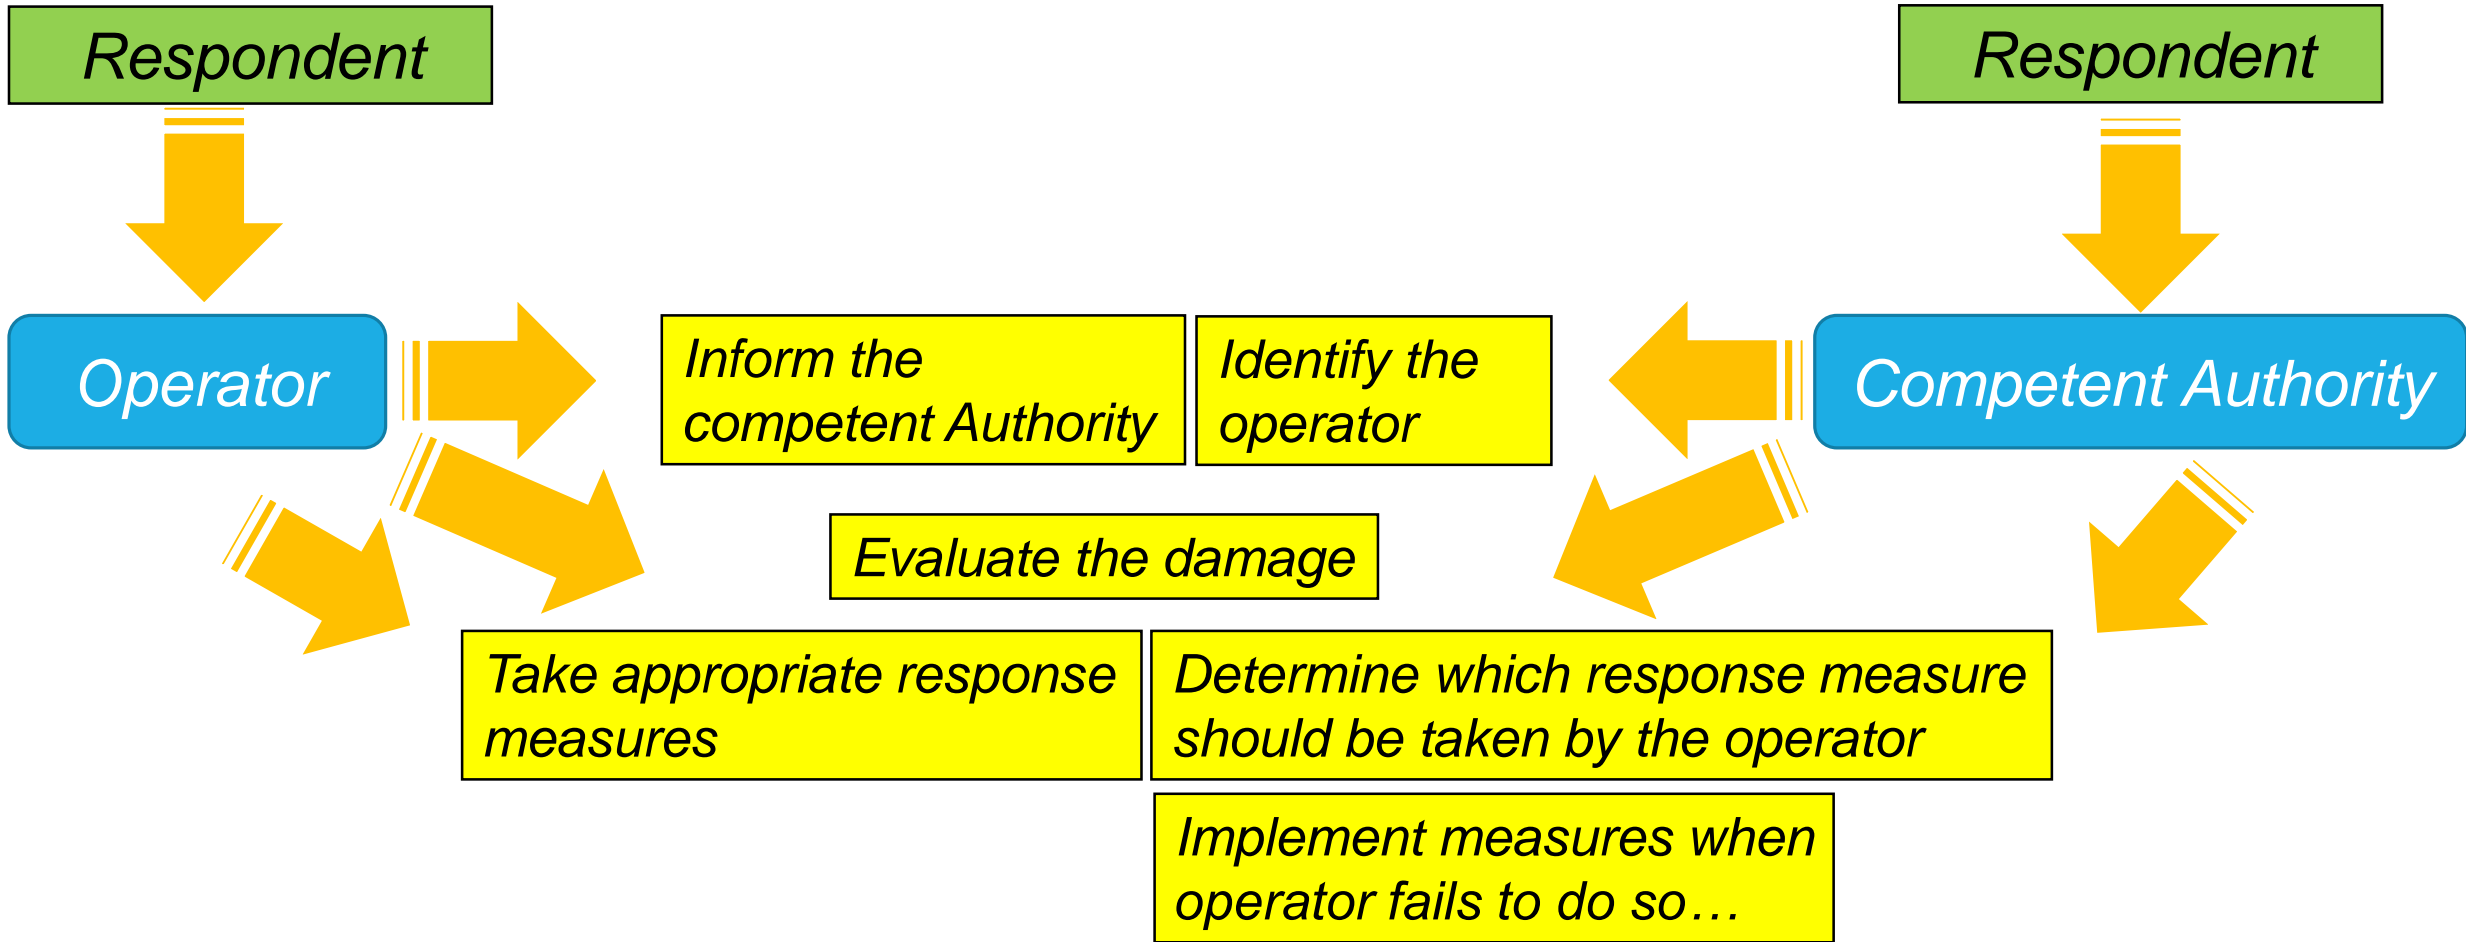 Respondent
Respondent
Operator
Inform the
competent Authority
Identify the
operator
Competent Authority
Evaluate the damage
Take appropriate response
measures
Determine which response measure
should be taken by the operator
Implement measures when
operator fails to do so…